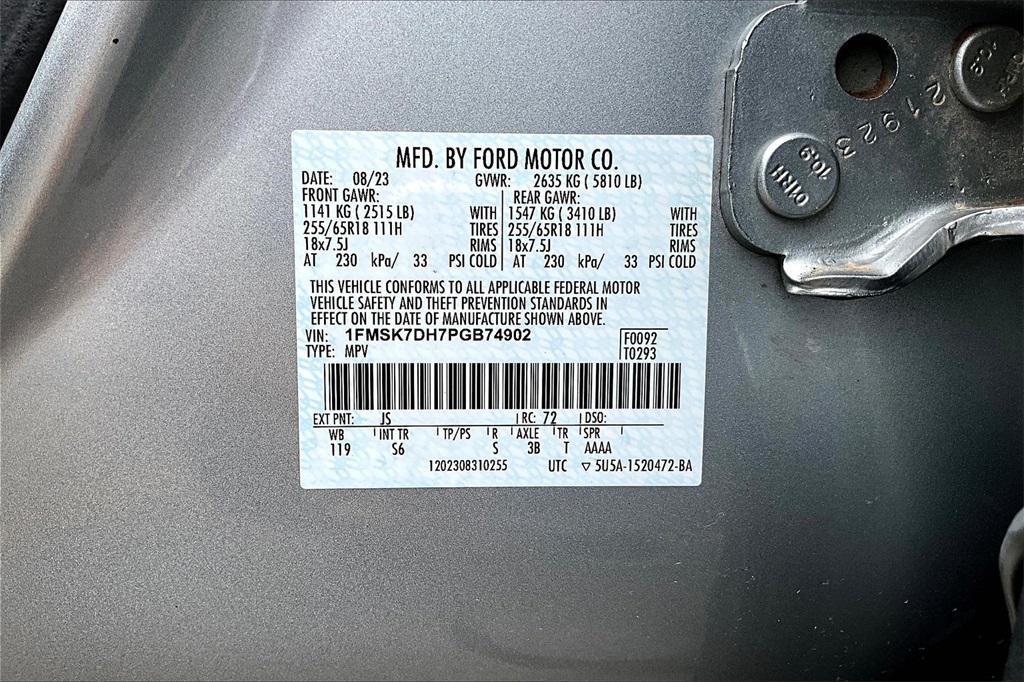 MFD. BY FORD MOTOR CO.
DATE: 08/23 GVWR: 2635 KG ( 5810 LB)
FRONT GAWR: REAR GAWR:
1141 KG ( 2515 LB) WITH 1547 KG ( 3410 LB) WITH
255/65R18 111H TIRES 255/65R18 111H TIRES
18x7.5J RIMS 18x7.5J RIMS
AT 230 kPa/ 33 PSI COLD AT 230 kPa/ 33 PSI COLD
THIS VEHICLE CONFORMS TO ALL APPLICABLE FEDERAL MOTOR
VEHICLE SAFETY AND THEFT PREVENTION STANDARDS IN
EFFECT ON THE DATE OF MANUFACTURE SHOWN ABOVE.
VIN: 1FMSK7DH7PGB74902 F0092
TYPE: MPV T0293
EXT PNT: JS RC: 72 DSO:
WB INT TR TP/PS R AXLE TR SPR
119 S6 S 3B T AAAA
1202308310255 UTC ▽ 5U5A-1520472-BA
21923
10.9
10.9